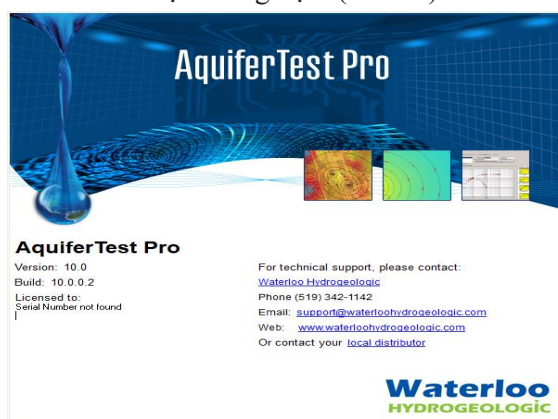 AquiferTest Pro
AquiferTest Pro
Version: 10.0
Build: 10.0.0.2
Licensed to:
Serial Number not found
For technical support, please contact:
Waterloo Hydrogeologic
Phone (519) 342-1142
Email: support@waterloohydrogeologic.com
Web: www.waterloohydrogeologic.com
Or contact your local distributor
Waterloo
HYDROGEOLOGIC